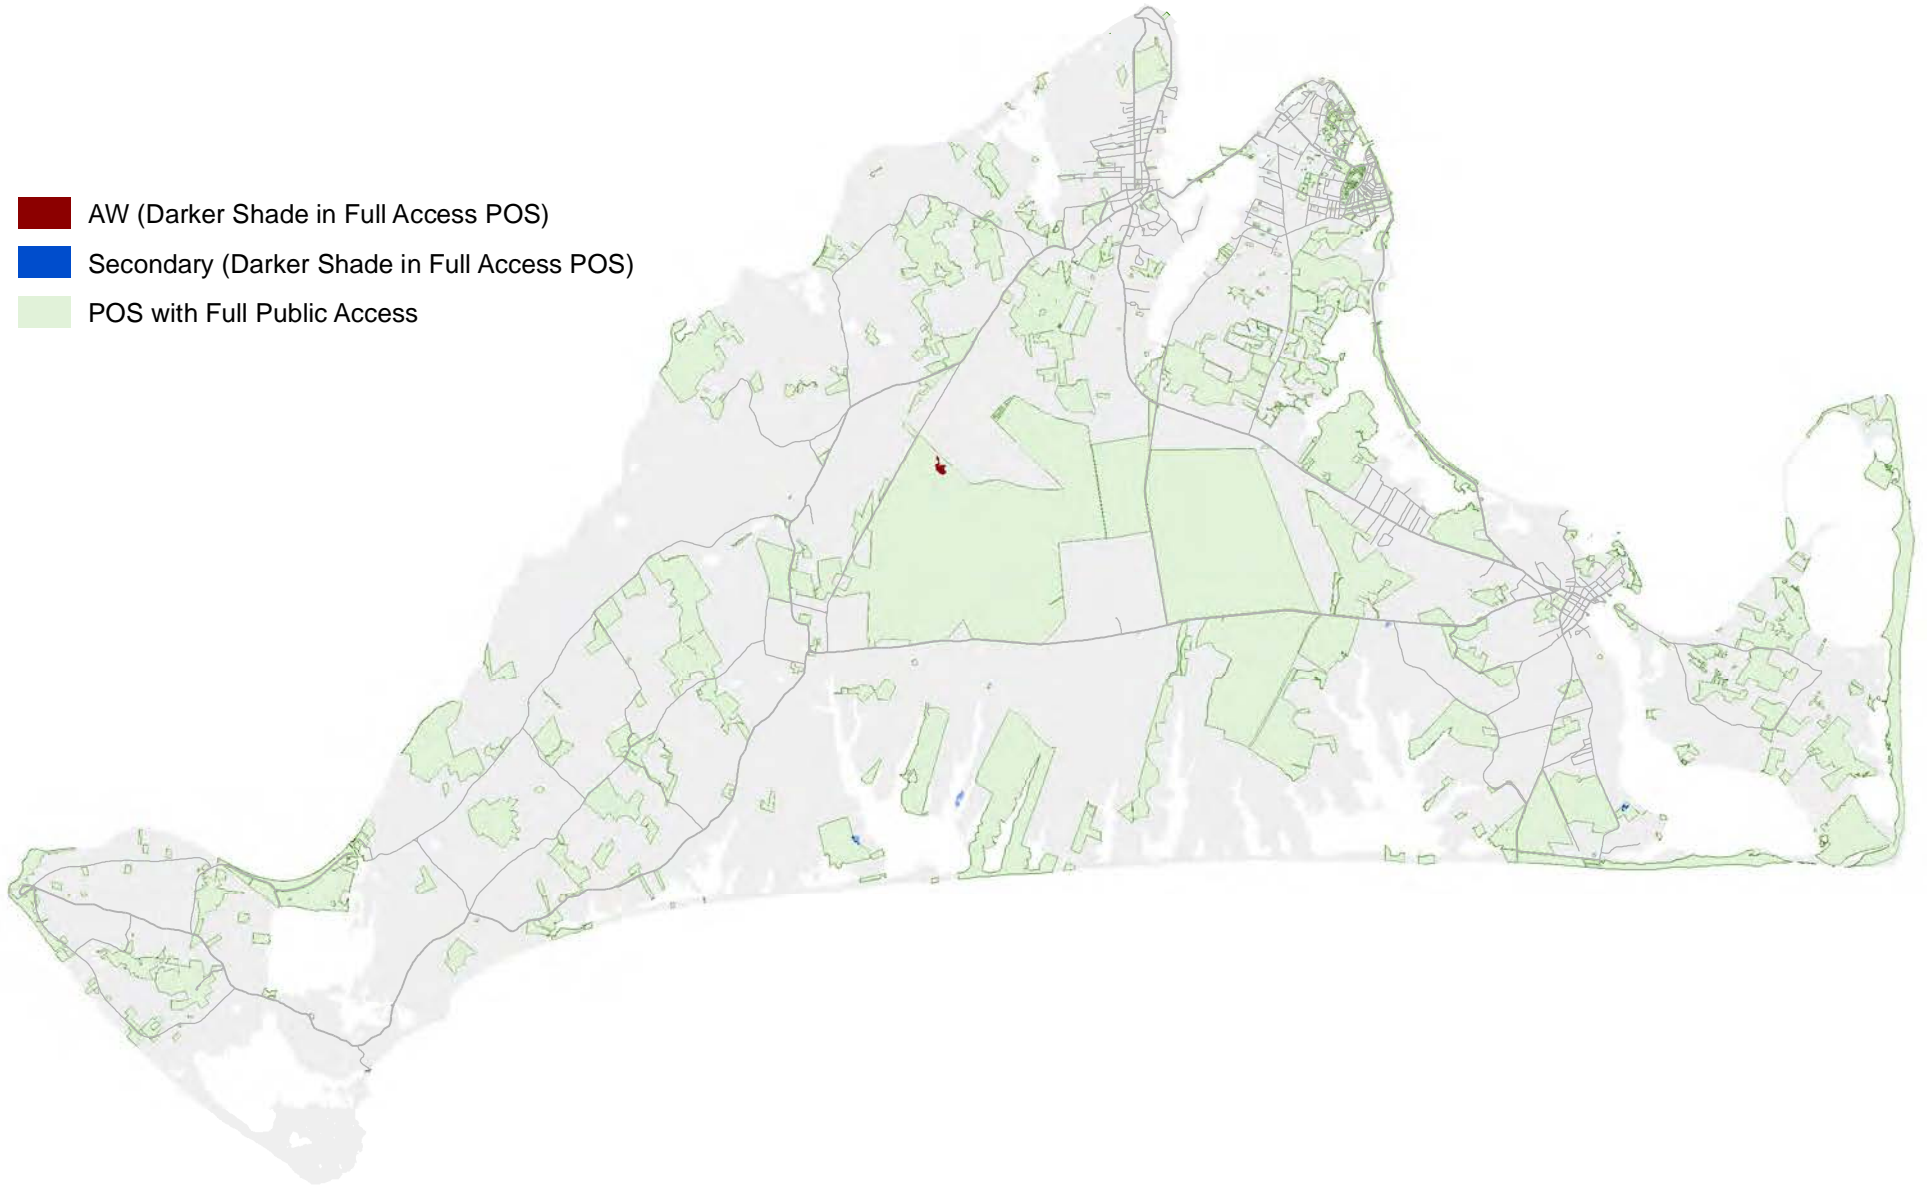 AW (Darker Shade in Full Access POS)
Secondary (Darker Shade in Full Access POS)
POS with Full Public Access